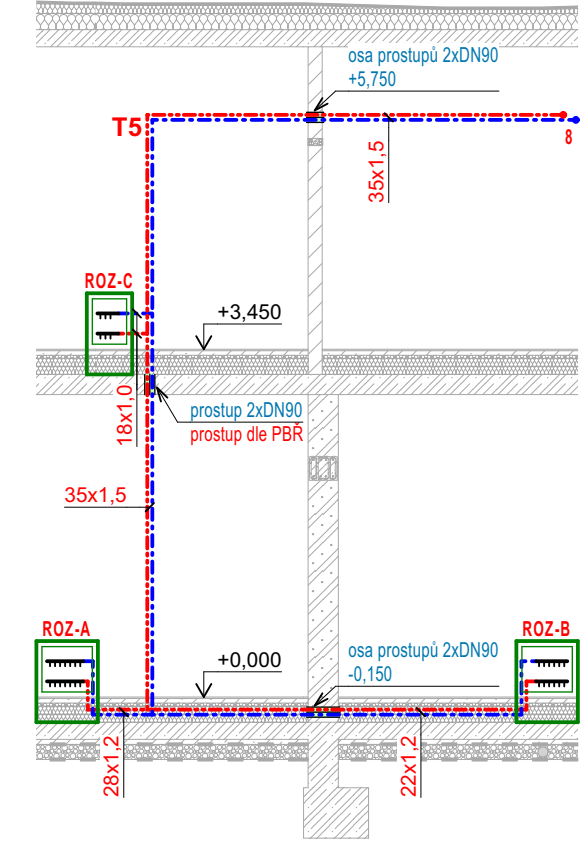 osa prostupů 2xDN90
+5,750
T5
8
35x1,5
ROZ-C
+3,450
18x1,0
prostup 2xDN90
prostup dle PBŘ
35x1,5
ROZ-A
ROZ-B
+0,000
osa prostupů 2xDN90
-0,150
28x1,2
22x1,2